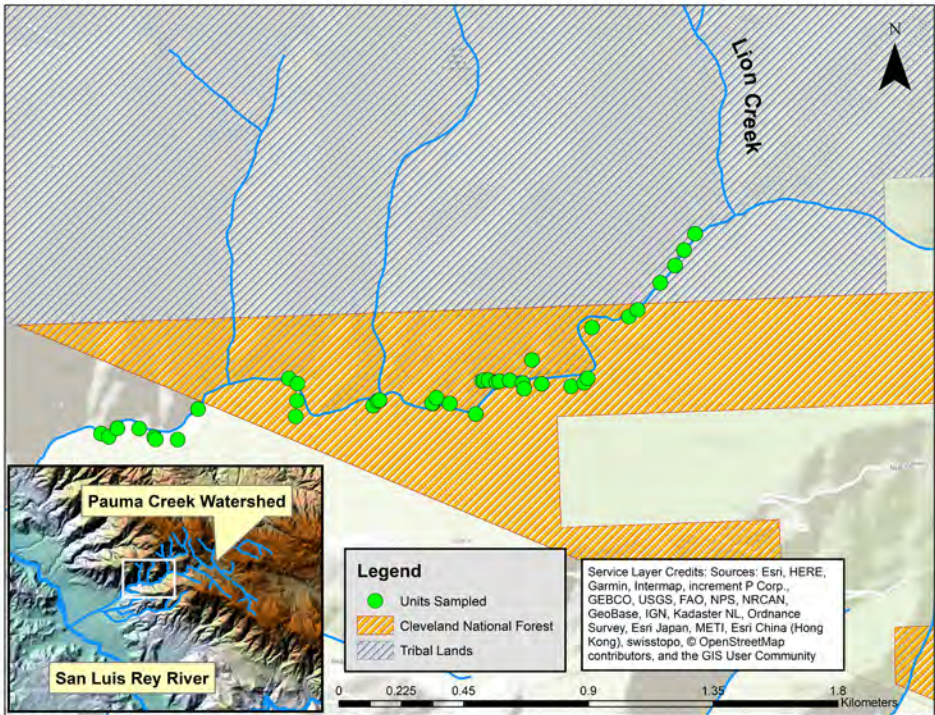 N
Lion Creek
Pauma Creek Watershed
San Luis Rey River
Legend
Units Sampled
Cleveland National Forest
Tribal Lands
Service Layer Credits: Sources: Esri, HERE,
Garmin, Intermap, increment P Corp.,
GEBCO, USGS, FAO, NPS, NRCAN,
GeoBase, IGN, Kadaster NL, Ordnance
Survey, Esri Japan, METI, Esri China (Hong
Kong), swisstopo, © OpenStreetMap
contributors, and the GIS User Community
0 0.225 0.45 0.9 1.35 1.8
Kilometers